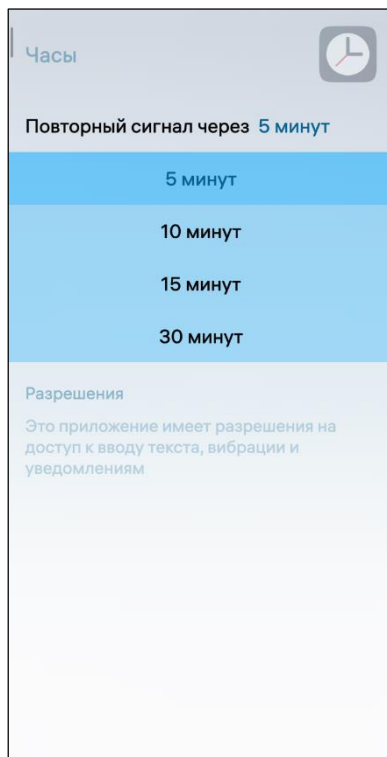 Часы
Повторный сигнал через 5 минут
5 минут
10 минут
15 минут
30 минут
Разрешения
Это приложение имеет разрешения на
доступ к вводу текста, вибрации и
уведомлениям